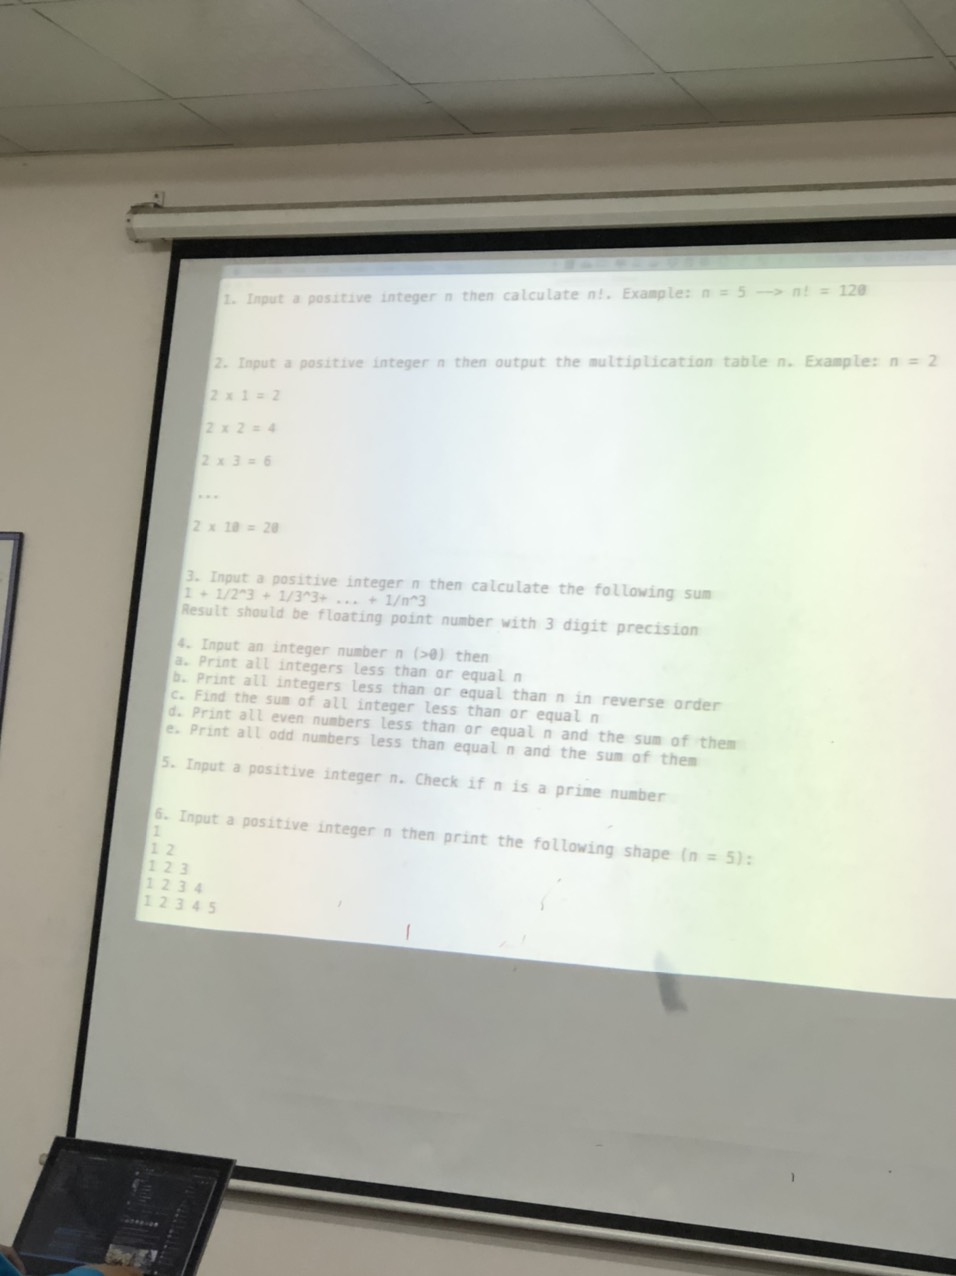 1. Input a positive integer n then calculate n!. Example: n = 5 --> n! = 120
2. Input a positive integer n then output the multiplication table n. Example: n = 2
2 x 1 = 2
2 x 2 = 4
2 x 3 = 6
...
2 x 10 = 20
3. Input a positive integer n then calculate the following sum
1 + 1/2^3 + 1/3^3+ ... + 1/n^3
Result should be floating point number with 3 digit precision
4. Input an integer number n (>0) then
a. Print all integers less than or equal n
b. Print all integers less than or equal than n in reverse order
c. Find the sum of all integer less than or equal n
d. Print all even numbers less than or equal n and the sum of them
e. Print all odd numbers less than equal n and the sum of them
5. Input a positive integer n. Check if n is a prime number
6. Input a positive integer n then print the following shape (n = 5):
1
1 2
1 2 3
1 2 3 4
1 2 3 4 5